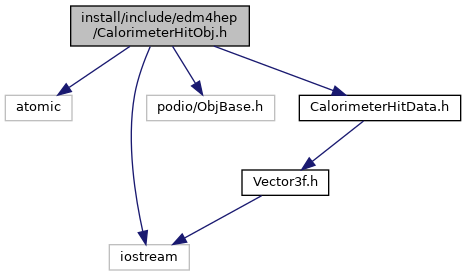 install/include/edm4hep
/CalorimeterHitObj.h
atomic
podio/ObjBase.h
CalorimeterHitData.h
Vector3f.h
iostream